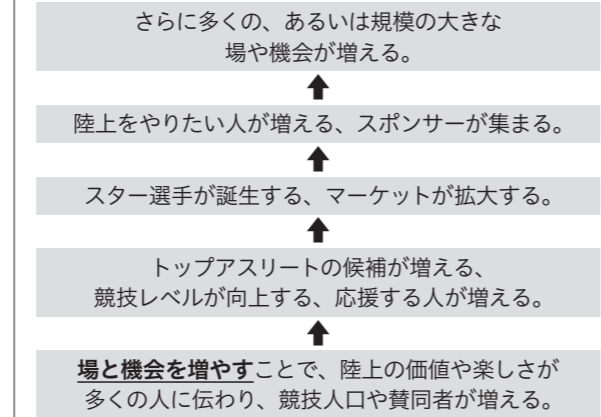 さらに多くの、あるいは規模の大きな
場や機会が増える。
陸上をやりたい人が増える、スポンサーが集まる。
スター選手が誕生する、マーケットが拡大する。
トップアスリートの候補が増える、
競技レベルが向上する、応援する人が増える。
場と機会を増やすことで、陸上の価値や楽しさが
多くの人に伝わり、競技人口や賛同者が増える。